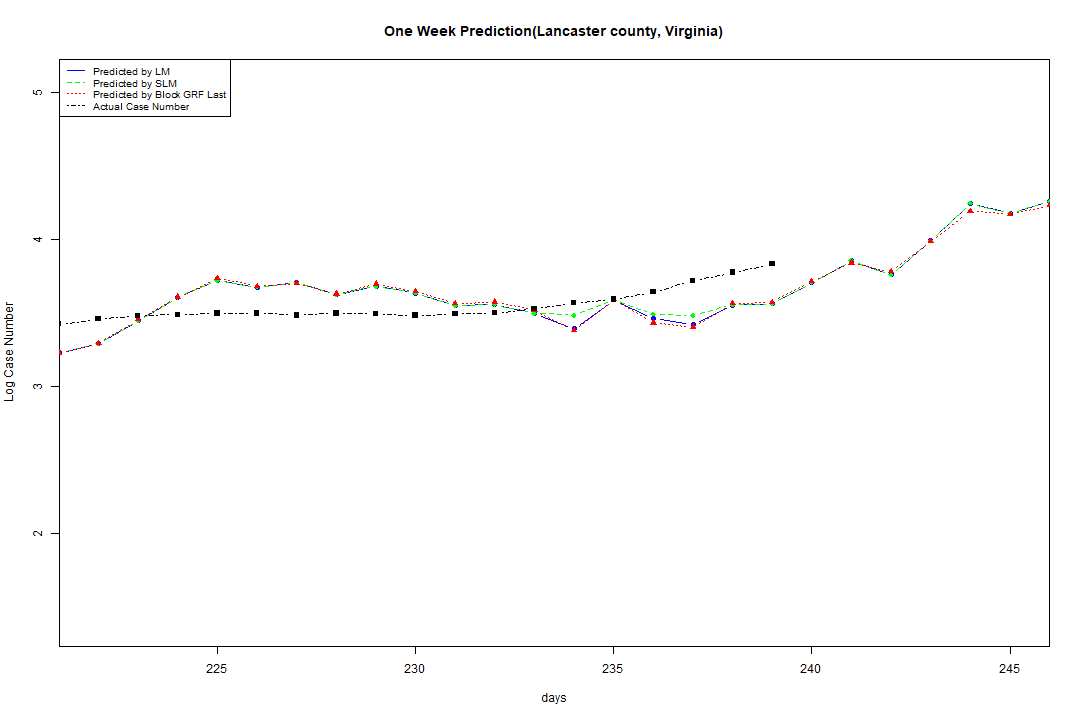 One Week Prediction(Lancaster county, Virginia)
Predicted by LM
Predicted by SLM
Predicted by Block GRF Last
Actual Case Number
5
4
3
2
Log Case Number
225 230 235 240 245
days